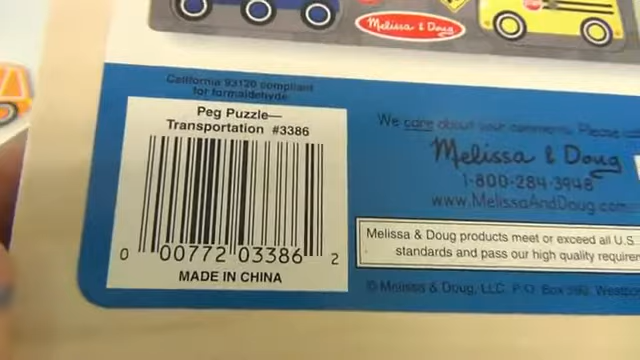 Melissa & Doug
California 93120 compliant
for formaldehyde
Peg Puzzle—
Transportation #3386
0 00772 03386 2
MADE IN CHINA
We care about your comments. Please
Melissa & Doug
1-800-284-3948
www.MelissaAndDoug.com
Melissa & Doug products meet or exceed all U.S.
standards and pass our high quality
© Melissa & Doug, LLC P.O. Box